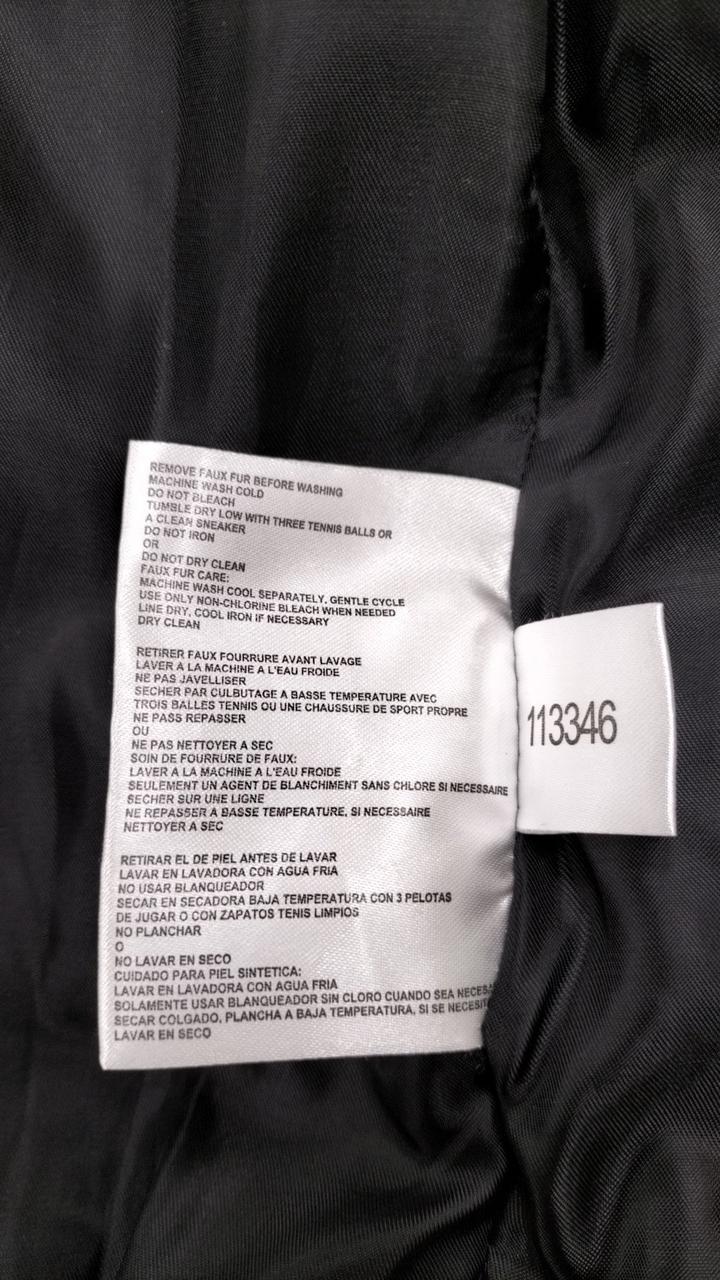 REMOVE FAUX FUR BEFORE WASHING
MACHINE WASH COLD
DO NOT BLEACH
TUMBLE DRY LOW WITH THREE TENNIS BALLS OR
A CLEAN SNEAKER
DO NOT IRON
OR
DO NOT DRY CLEAN
FAUX FUR CARE:
MACHINE WASH COOL SEPARATELY, GENTLE CYCLE
USE ONLY NON-CHLORINE BLEACH WHEN NEEDED
LINE DRY, COOL IRON IF NECESSARY
DRY CLEAN
RETIRER FAUX FOURRURE AVANT LAVAGE
LAVER A LA MACHINE A L'EAU FROIDE
NE PAS JAVELLISER
SECHER PAR CULBUTAGE A BASSE TEMPERATURE AVEC
TROIS BALLES TENNIS OU UNE CHAUSSURE DE SPORT PROPRE
NE PASS REPASSER
OU
NE PAS NETTOYER A SEC
SOIN DE FOURRURE DE FAUX:
LAVER A LA MACHINE A L'EAU FROIDE
SEULEMENT UN AGENT DE BLANCHIMENT SANS CHLORE SI NECESSAIRE
SECHER SUR UNE LIGNE
NE REPASSER A BASSE TEMPERATURE, SI NECESSAIRE
NETTOYER A SEC
RETIRAR EL DE PIEL ANTES DE LAVAR
LAVAR EN LAVADORA CON AGUA FRIA
NO USAR BLANQUEADOR
SECAR EN SECADORA BAJA TEMPERATURA CON 3 PELOTAS
DE JUGAR O CON ZAPATOS TENIS LIMPIOS
NO PLANCHAR
O
NO LAVAR EN SECO
CUIDADO PARA PIEL SINTETICA:
LAVAR EN LAVADORA CON AGUA FRIA
SOLAMENTE USAR BLANQUEADOR SIN CLORO CUANDO SEA
SECAR COLGADO, PLANCHA A BAJA TEMPERATURA, SI SE
LAVAR EN SECO
113346